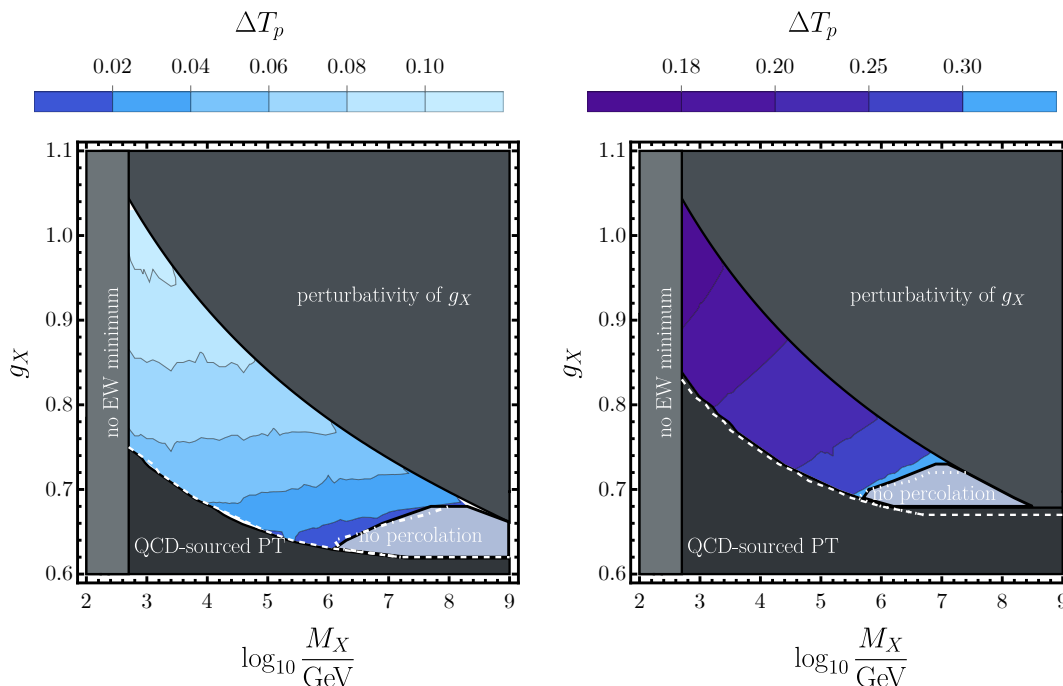 ΔT_p
0.02 0.04 0.06 0.08 0.10
1.1
1.0
0.9
0.8
0.7
0.6
g_X
no EW minimum
perturbativity of g_X
no percolation
QCD-sourced PT
2 3 4 5 6 7 8 9
log₁₀ M_X/GeV
ΔT_p
0.18 0.20 0.25 0.30
1.1
1.0
0.9
0.8
0.7
0.6
g_X
no EW minimum
perturbativity of g_X
no percolation
QCD-sourced PT
2 3 4 5 6 7 8 9
log₁₀ M_X/GeV